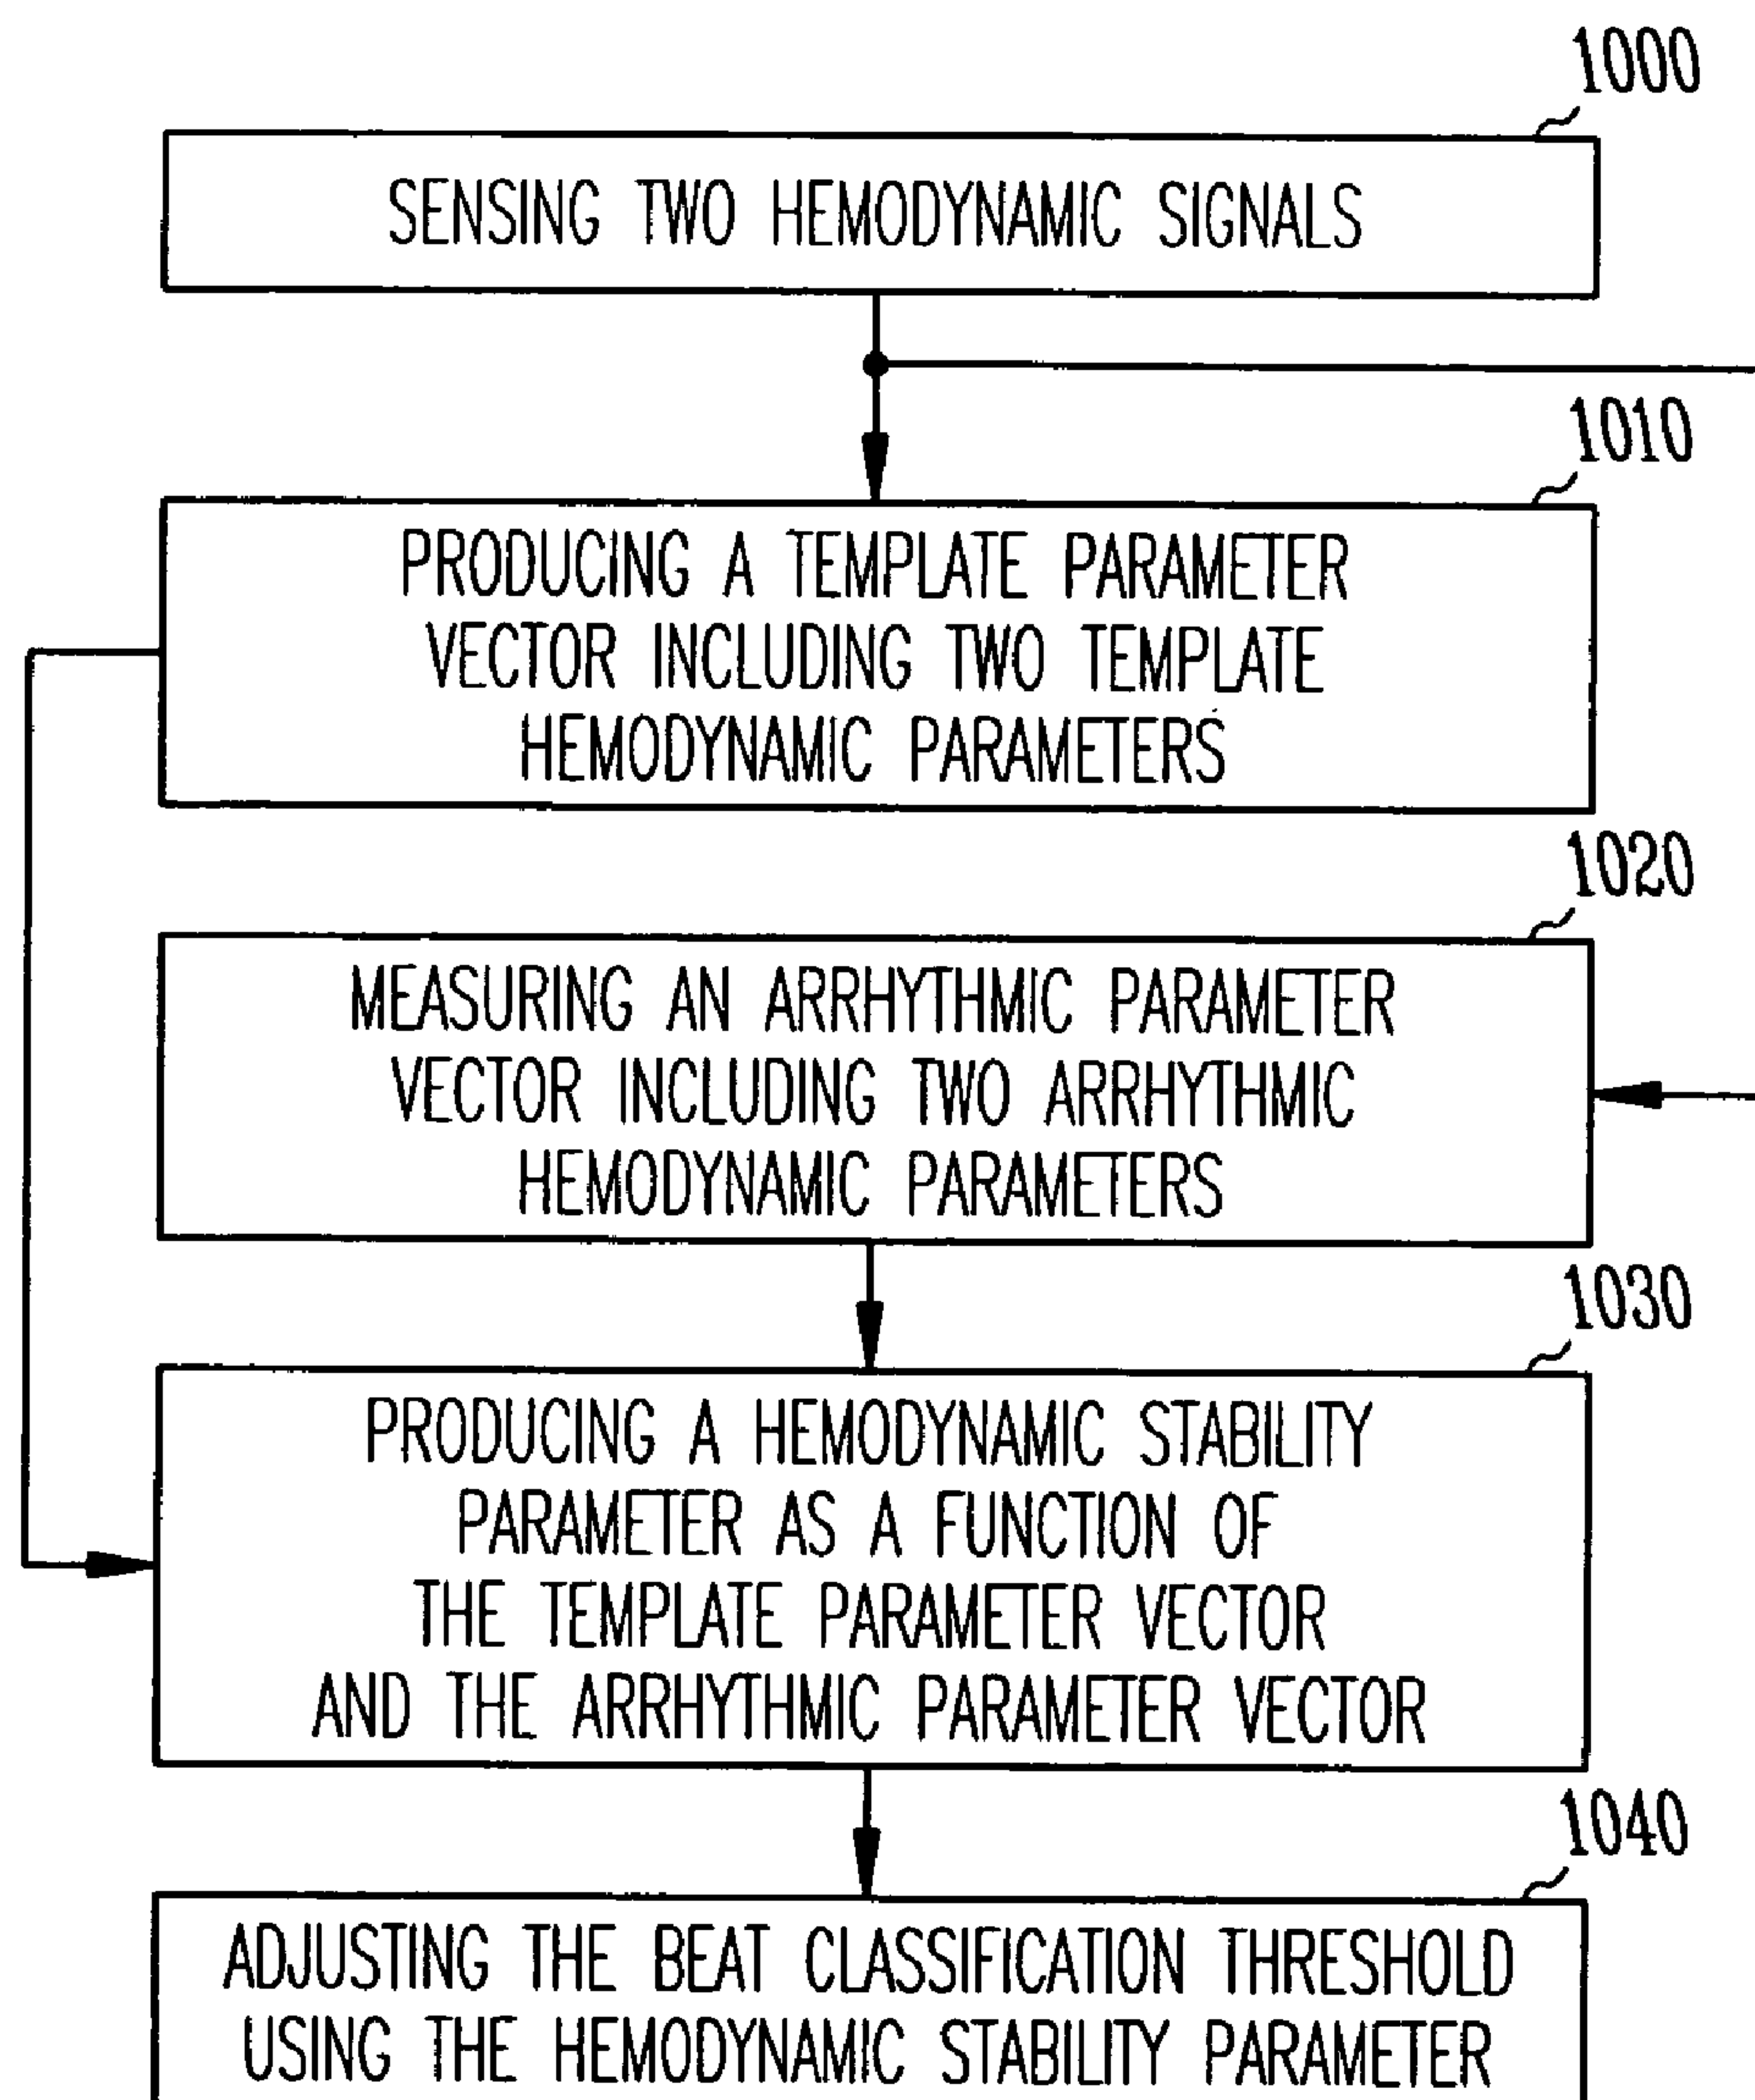 1000
SENSING TWO HEMODYNAMIC SIGNALS
1010
PRODUCING A TEMPLATE PARAMETER
VECTOR INCLUDING TWO TEMPLATE
HEMODYNAMIC PARAMETERS
1020
MEASURING AN ARRHYTHMIC PARAMETER
VECTOR INCLUDING TWO ARRHYTHMIC
HEMODYNAMIC PARAMETERS
1030
PRODUCING A HEMODYNAMIC STABILITY
PARAMETER AS A FUNCTION OF
THE TEMPLATE PARAMETER VECTOR
AND THE ARRHYTHMIC PARAMETER VECTOR
1040
ADJUSTING THE BEAT CLASSIFICATION THRESHOLD
USING THE HEMODYNAMIC STABILITY PARAMETER